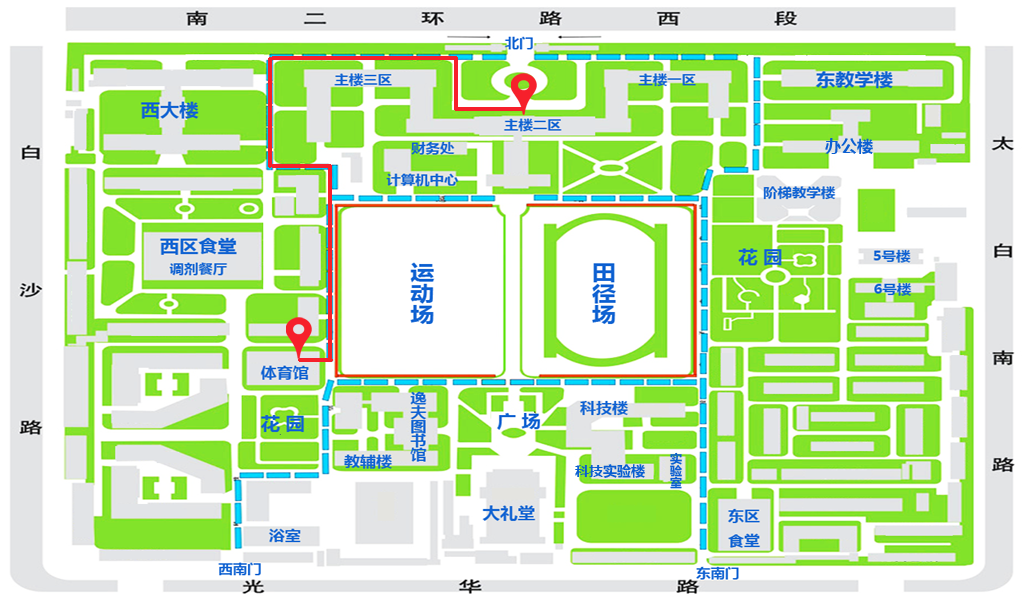 南二环路西段
北门
主楼三区
主楼一区
东教学楼
西大楼
主楼二区
办公楼
财务处
计算机中心
阶梯教学楼
白沙路
太白南路
西区食堂
调剂餐厅
运动场
田径场
花园
5号楼
6号楼
体育馆
花园
逸夫图书馆
广场
科技楼
教辅楼
科技实验楼
实验室
大礼堂
东区
食堂
浴室
西南门
东南门
光华路